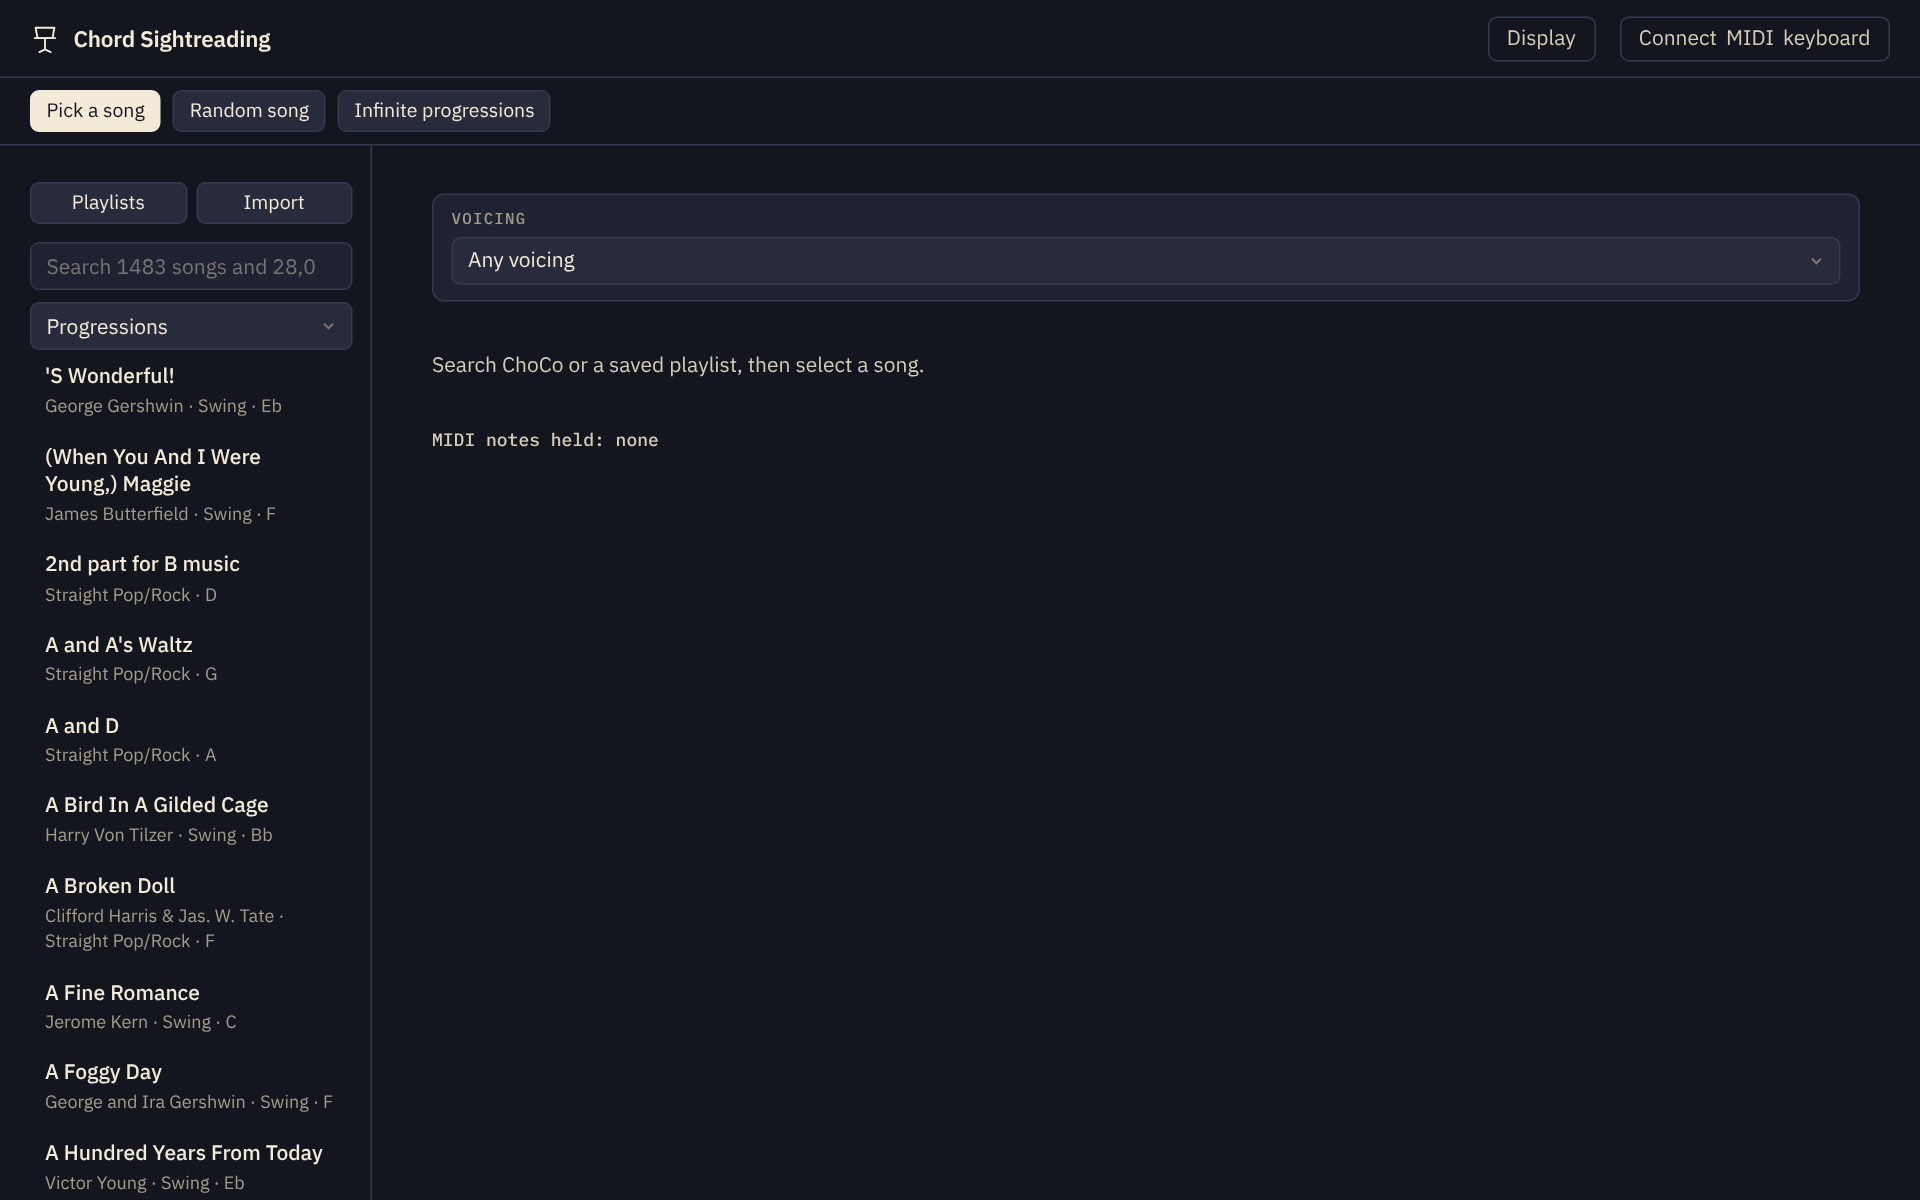 Chord Sightreading
Display
Connect MIDI keyboard
Pick a song
Random song
Infinite progressions
Playlists
Import
Search 1483 songs and 28,0
Progressions
'S Wonderful!
George Gershwin · Swing · Eb
(When You And I Were
Young,) Maggie
James Butterfield · Swing · F
2nd part for B music
Straight Pop/Rock · D
A and A's Waltz
Straight Pop/Rock · G
A and D
Straight Pop/Rock · A
A Bird In A Gilded Cage
Harry Von Tilzer · Swing · Bb
A Broken Doll
Clifford Harris & Jas. W. Tate ·
Straight Pop/Rock · F
A Fine Romance
Jerome Kern · Swing · C
A Foggy Day
George and Ira Gershwin · Swing · F
A Hundred Years From Today
Victor Young · Swing · Eb
VOICING
Any voicing
Search ChoCo or a saved playlist, then select a song.
MIDI notes held: none